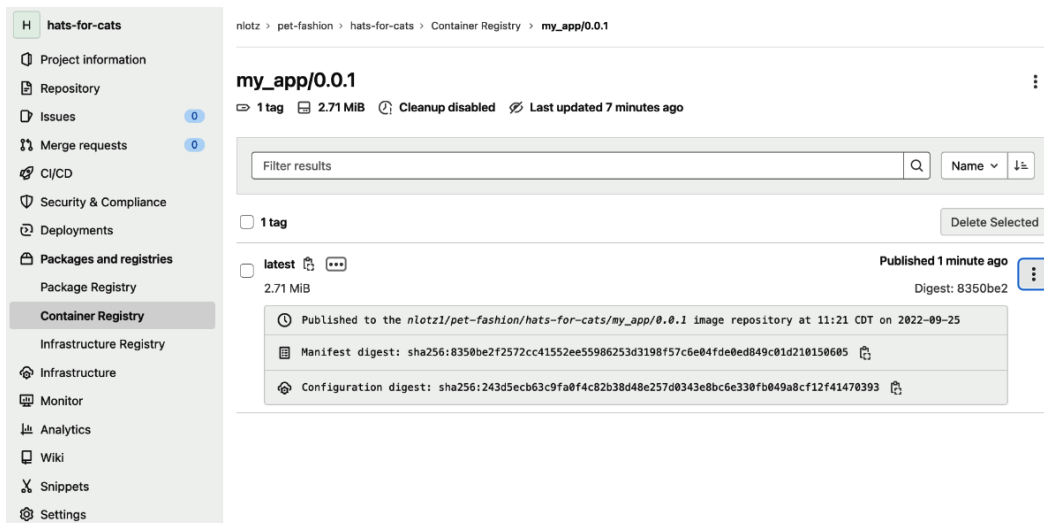 H hats-for-cats
Project information
Repository
Issues 0
Merge requests 0
CI/CD
Security & Compliance
Deployments
Packages and registries
Package Registry
Container Registry
Infrastructure Registry
Infrastructure
Monitor
Analytics
Wiki
Snippets
Settings
nlotz > pet-fashion > hats-for-cats > Container Registry > my_app/0.0.1
my_app/0.0.1
1 tag 2.71 MiB Cleanup disabled Last updated 7 minutes ago
Filter results Name
1 tag Delete Selected
latest Published 1 minute ago
2.71 MiB Digest: 8350be2
Published to the nlotz1/pet-fashion/hats-for-cats/my_app/0.0.1 image repository at 11:21 CDT on 2022-09-25
Manifest digest: sha256:8350be2f2572cc41552ee55986253d3198f57c6e04fde0ed849c01d210150605
Configuration digest: sha256:243d5ecb63c9fa0f4c82b38d48e257d0343e8bc6e330fb049a8cf12f41470393